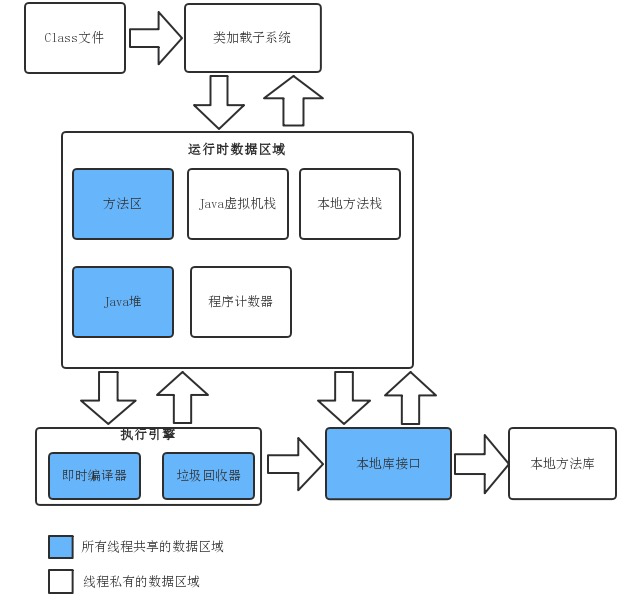 Class文件
类加载子系统
运行时数据区域
方法区
Java虚拟机栈
本地方法栈
Java堆
程序计数器
执行引擎
即时编译器
垃圾回收器
本地库接口
本地方法库
所有线程共享的数据区域
线程私有的数据区域